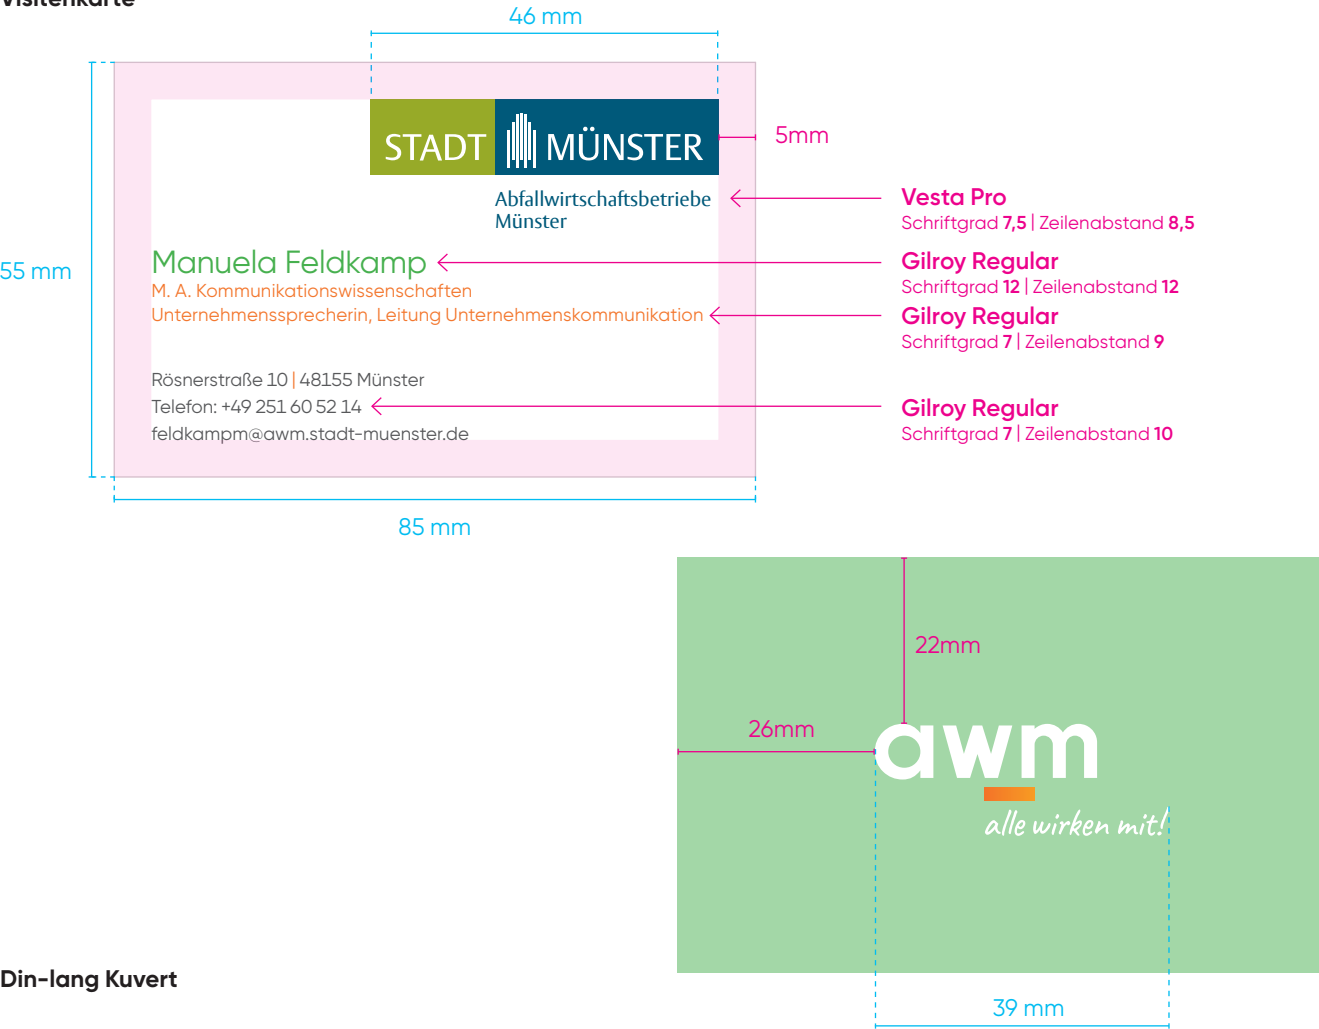 Visitenkarte
46 mm
STADT MÜNSTER
5mm
Abfallwirtschaftsbetriebe
Münster
Vesta Pro
Schriftgrad 7,5 | Zeilenabstand 8,5
55 mm
Manuela Feldkamp
M. A. Kommunikationswissenschaften
Unternehmenssprecherin, Leitung Unternehmenskommunikation
Gilroy Regular
Schriftgrad 12 | Zeilenabstand 12
Gilroy Regular
Schriftgrad 7 | Zeilenabstand 9
Rösnerstraße 10 | 48155 Münster
Telefon: +49 251 60 52 14
feldkampm@awm.stadt-muenster.de
Gilroy Regular
Schriftgrad 7 | Zeilenabstand 10
85 mm
22mm
26mm
awm
alle wirken mit!
Din-lang Kuvert
39 mm